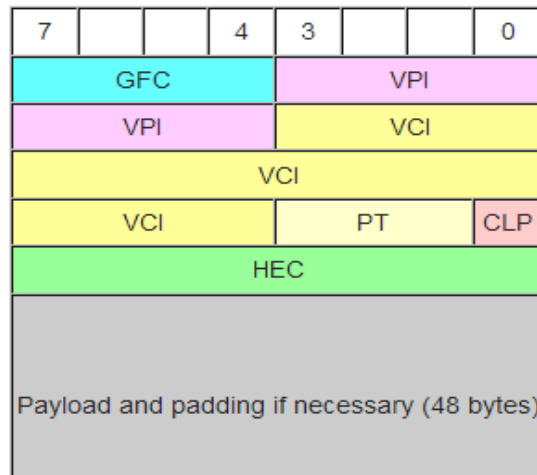 7 4 3 0
GFC VPI
VPI VCI
VCI
VCI PT CLP
HEC
Payload and padding if necessary (48 bytes)